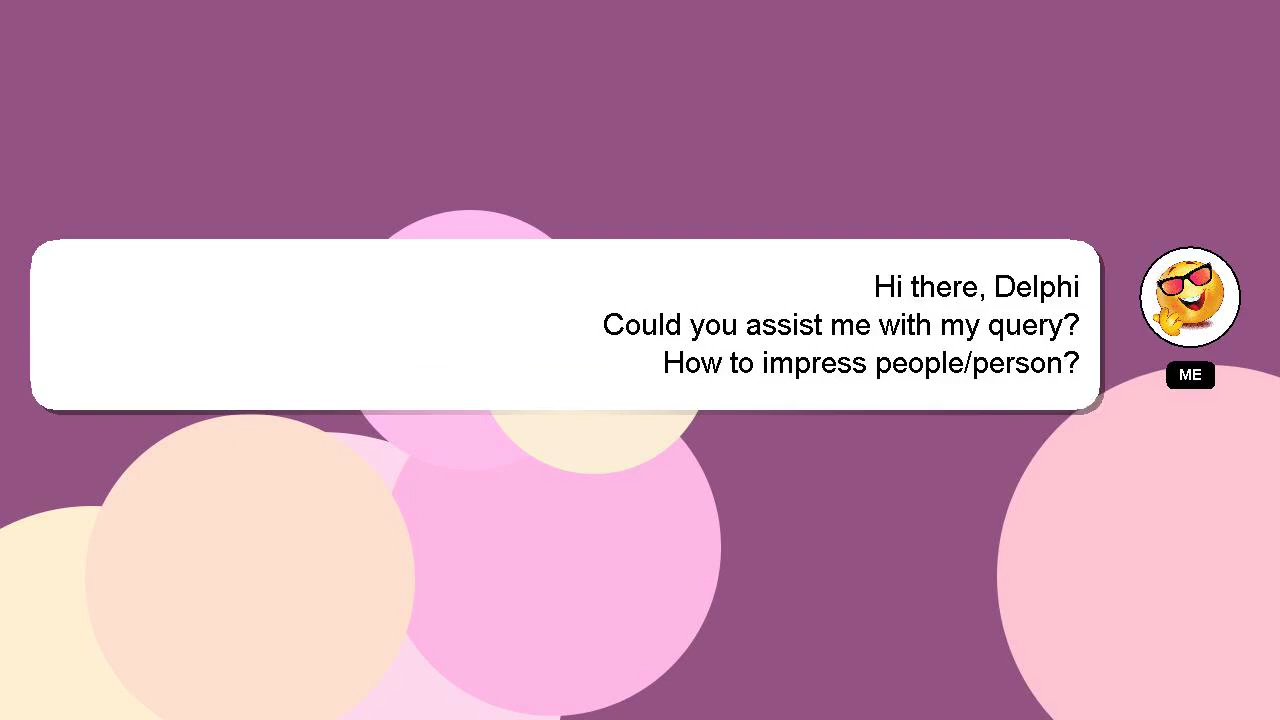 Hi there, Delphi
Could you assist me with my query?
How to impress people/person?
ME